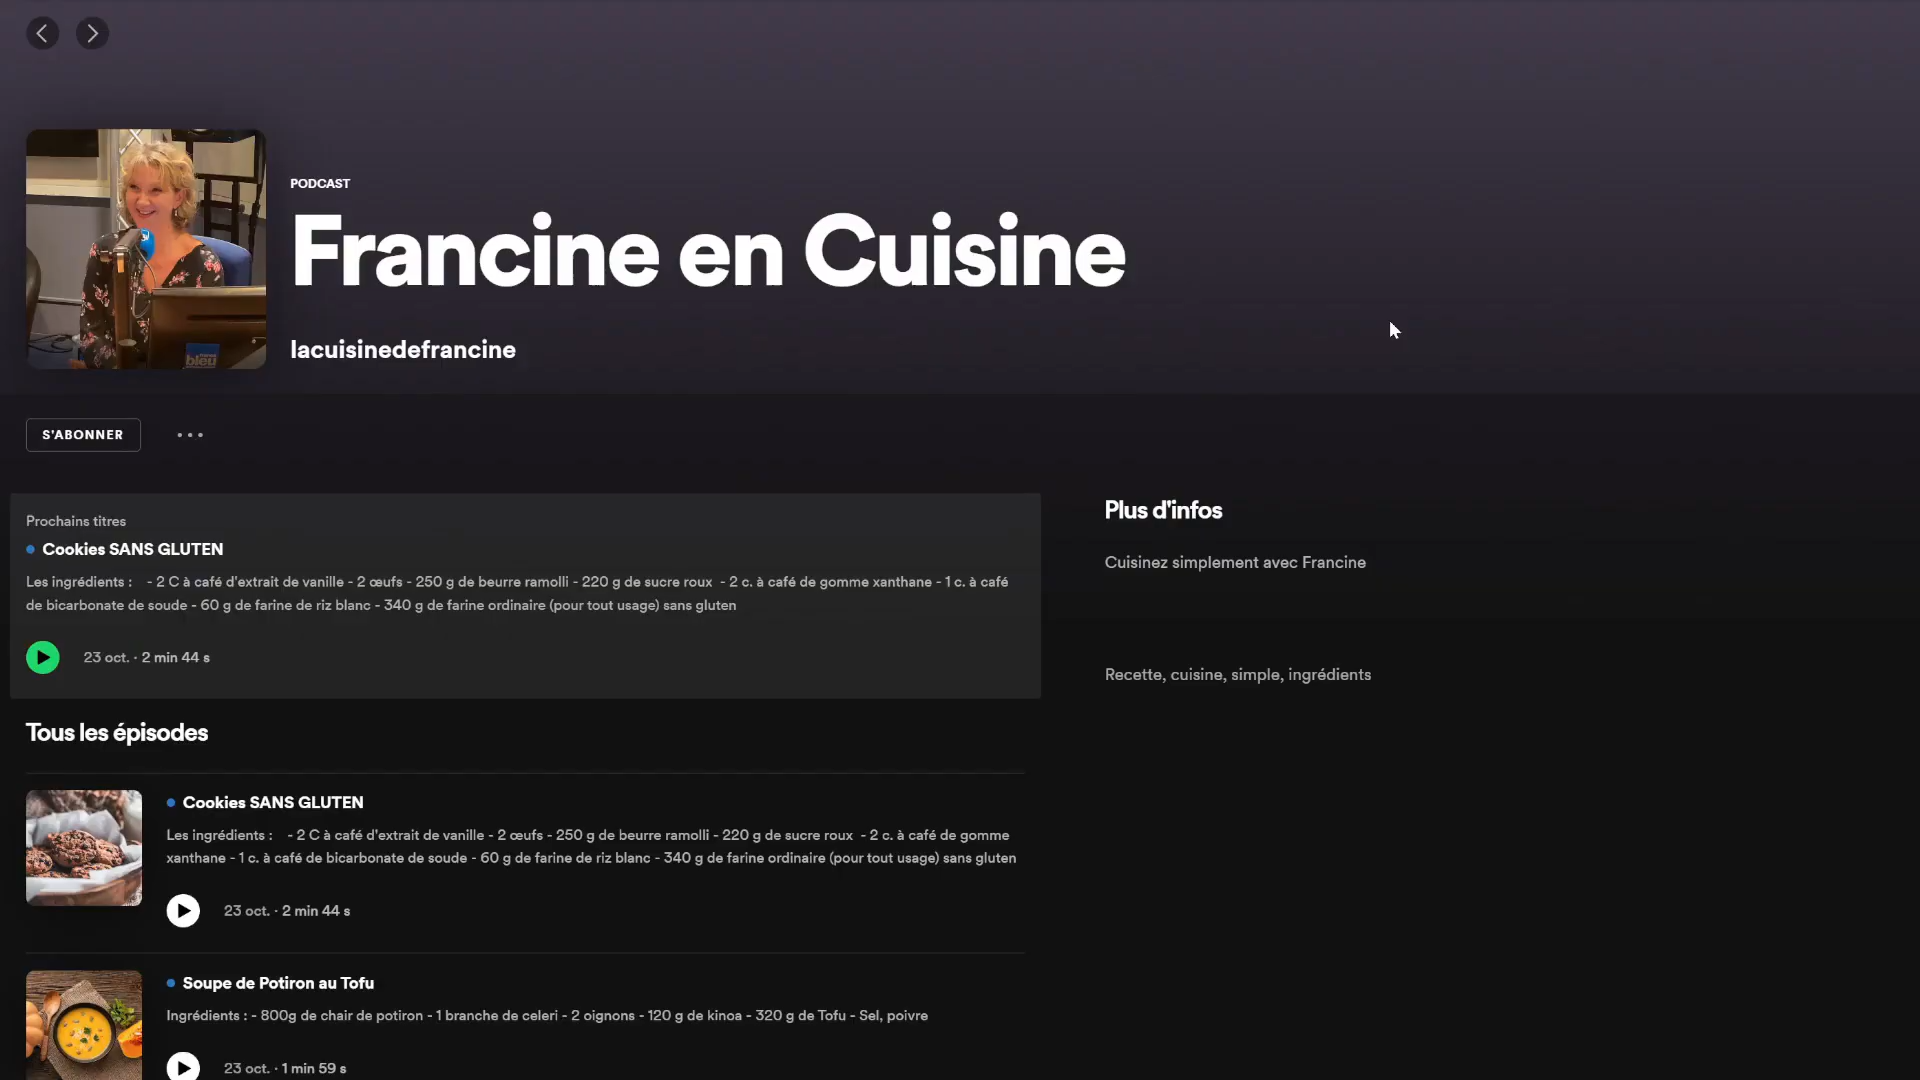 PODCAST
Francine en Cuisine
lacuisinedefrancine
bleu
S'ABONNER
Prochains titres
Cookies SANS GLUTEN
Les ingrédients :    - 2 C à café d'extrait de vanille - 2 œufs - 250 g de beurre ramolli - 220 g de sucre roux  - 2 c. à café de gomme xanthane - 1 c. à café
de bicarbonate de soude - 60 g de farine de riz blanc - 340 g de farine ordinaire (pour tout usage) sans gluten
23 oct. · 2 min 44 s
Plus d'infos
Cuisinez simplement avec Francine
Recette, cuisine, simple, ingrédients
Tous les épisodes
Cookies SANS GLUTEN
Les ingrédients :    - 2 C à café d'extrait de vanille - 2 œufs - 250 g de beurre ramolli - 220 g de sucre roux  - 2 c. à café de gomme
xanthane - 1 c. à café de bicarbonate de soude - 60 g de farine de riz blanc - 340 g de farine ordinaire (pour tout usage) sans gluten
23 oct. · 2 min 44 s
Soupe de Potiron au Tofu
Ingrédients : - 800g de chair de potiron - 1 branche de celeri - 2 oignons - 120 g de kinoa - 320 g de Tofu - Sel, poivre
23 oct. · 1 min 59 s